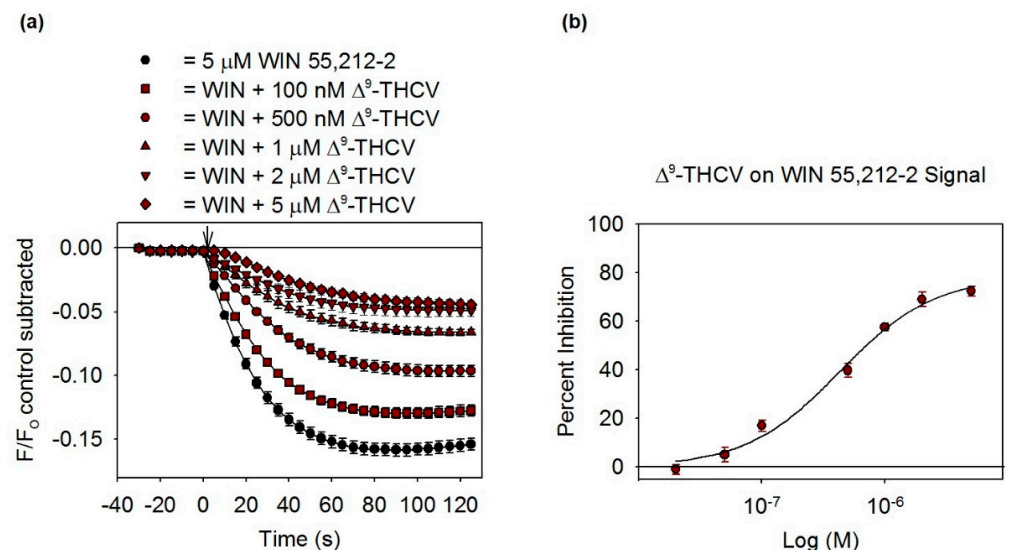 (a)
= 5 μM WIN 55,212-2
= WIN + 100 nM Δ⁹-THCV
= WIN + 500 nM Δ⁹-THCV
= WIN + 1 μM Δ⁹-THCV
= WIN + 2 μM Δ⁹-THCV
= WIN + 5 μM Δ⁹-THCV
F/F₀ control subtracted
0.00
-0.05
-0.10
-0.15
-40 -20 0 20 40 60 80 100 120
Time (s)
(b)
Δ⁹-THCV on WIN 55,212-2 Signal
Percent Inhibition
100
80
60
40
20
0
10⁻⁷ 10⁻⁶
Log (M)